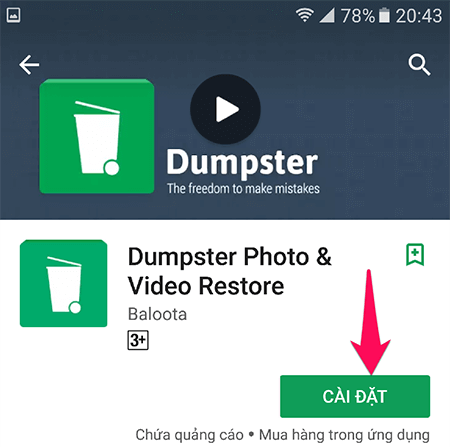 78% 20:43
Dumpster
The freedom to make mistakes
Dumpster Photo &
Video Restore
Baloota
3+
CÀI ĐẶT
Chứa quảng cáo • Mua hàng trong ứng dụng